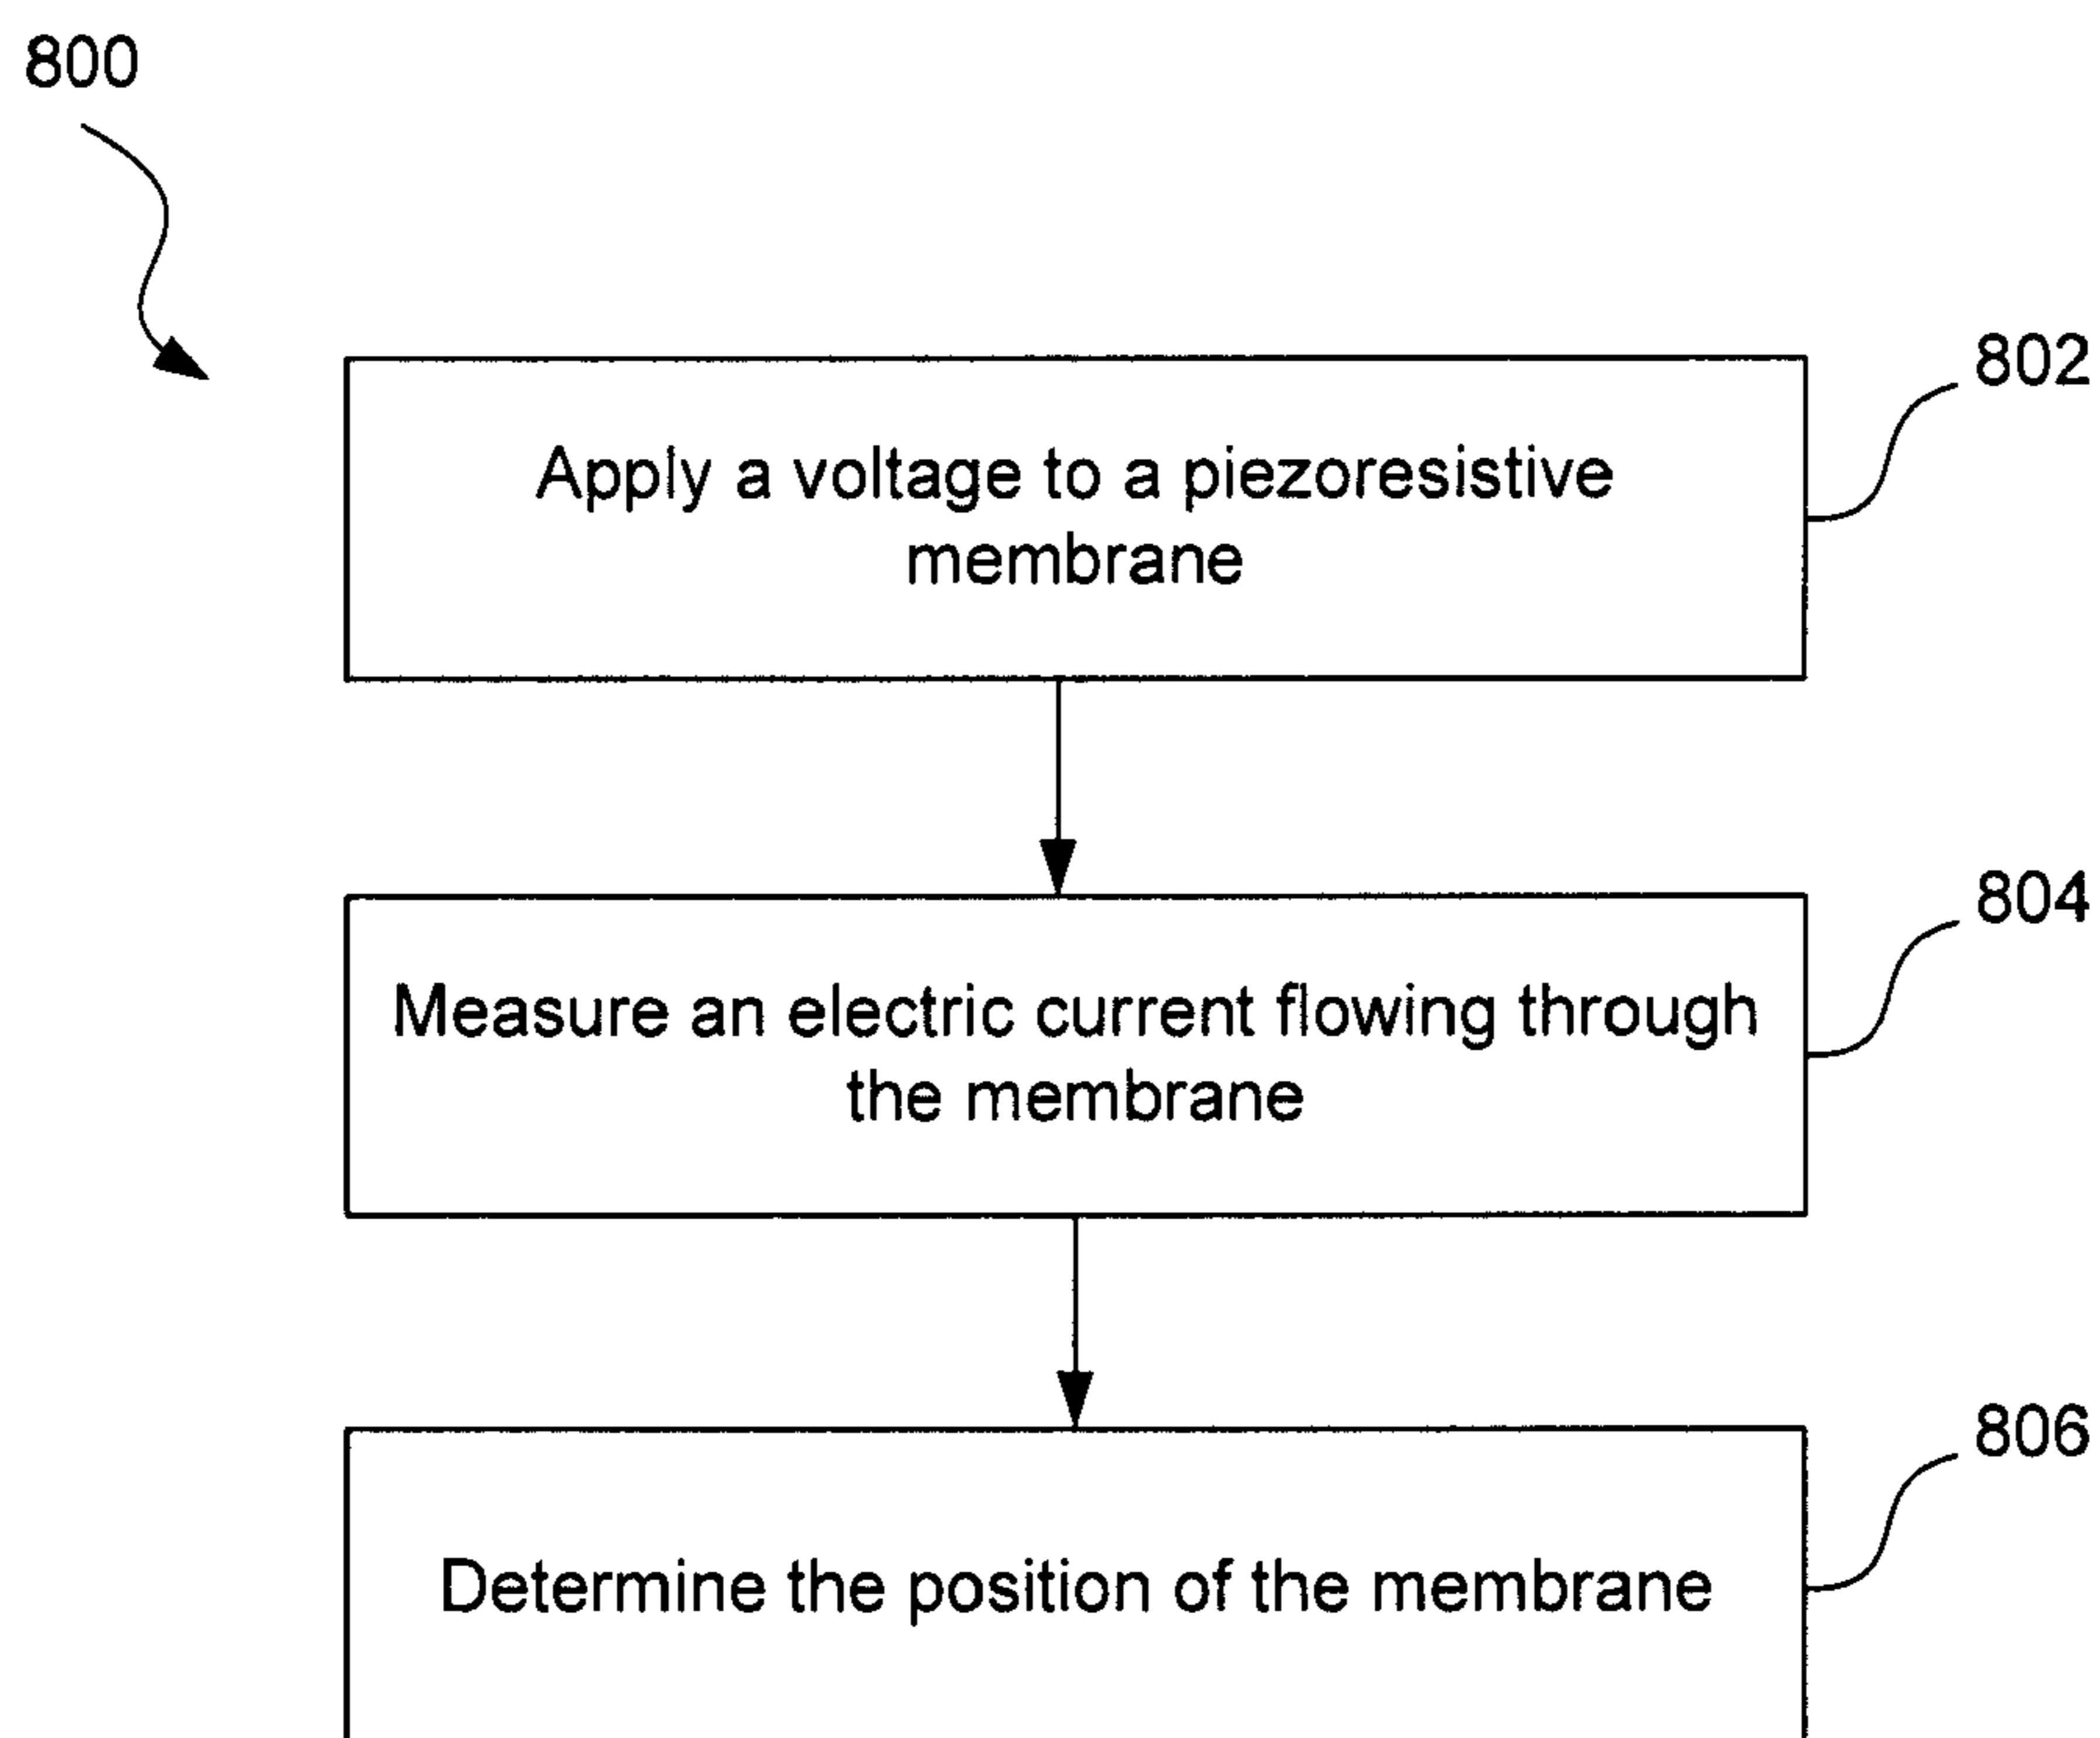 800
802
Apply a voltage to a piezoresistive
membrane
804
Measure an electric current flowing through
the membrane
806
Determine the position of the membrane